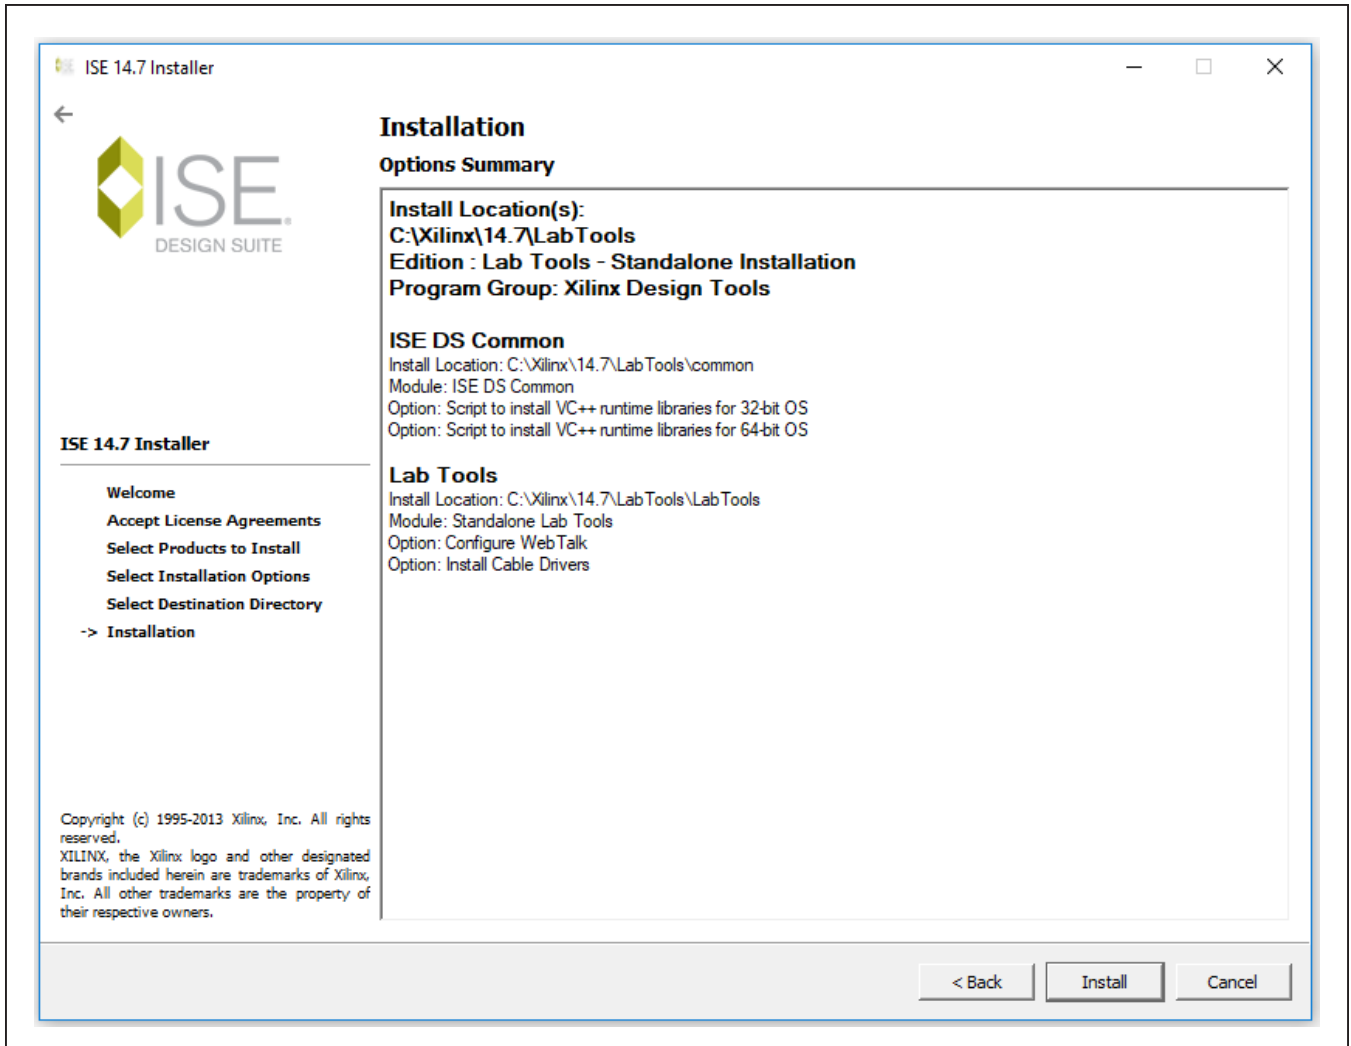 ISE 14.7 Installer
ISE.
DESIGN SUITE
ISE 14.7 Installer
Welcome
Accept License Agreements
Select Products to Install
Select Installation Options
Select Destination Directory
-> Installation
Copyright (c) 1995-2013 Xilinx, Inc. All rights
reserved.
XILINX, the Xilinx logo and other designated
brands included herein are trademarks of Xilinx,
Inc. All other trademarks are the property of
their respective owners.
Installation
Options Summary
Install Location(s):
C:\Xilinx\14.7\LabTools
Edition : Lab Tools - Standalone Installation
Program Group: Xilinx Design Tools
ISE DS Common
Install Location: C:\Xilinx\14.7\LabTools\common
Module: ISE DS Common
Option: Script to install VC++ runtime libraries for 32-bit OS
Option: Script to install VC++ runtime libraries for 64-bit OS
Lab Tools
Install Location: C:\Xilinx\14.7\LabTools\LabTools
Module: Standalone Lab Tools
Option: Configure WebTalk
Option: Install Cable Drivers
< Back
Install
Cancel